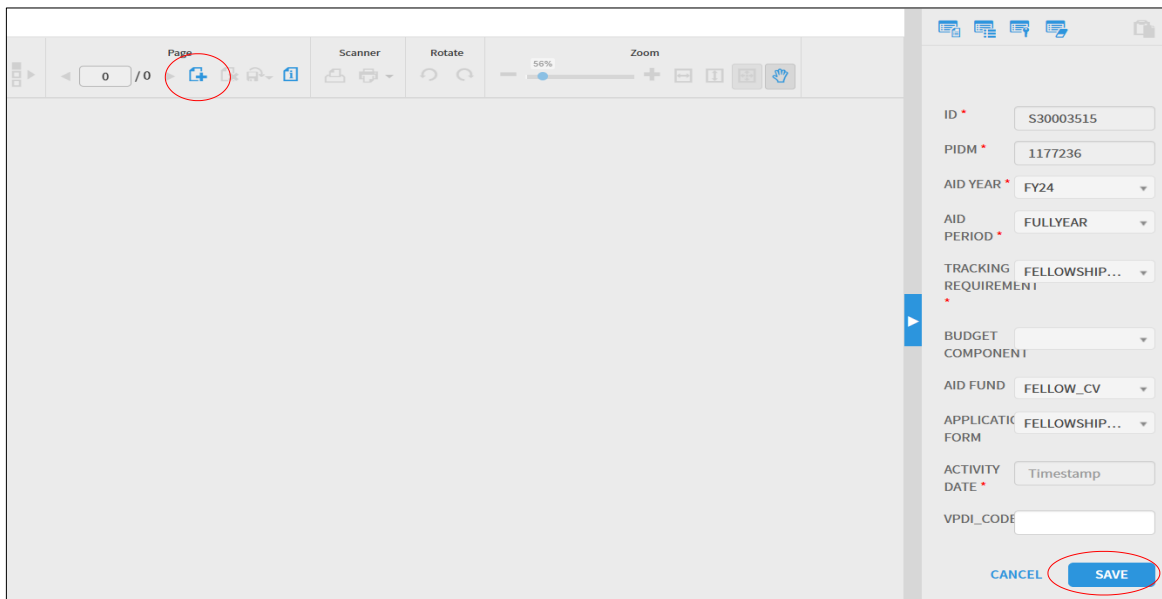 Page Scanner Rotate Zoom
0 /0 56%
ID * S30003515
PIDM * 1177236
AID YEAR * FY24
AID PERIOD * FULLYEAR
TRACKING REQUIREMENT * FELLOWSHIP...
BUDGET COMPONENT
AID FUND FELLOW_CV
APPLICATIO FORM FELLOWSHIP...
ACTIVITY DATE * Timestamp
VPDI_CODE
CANCEL SAVE